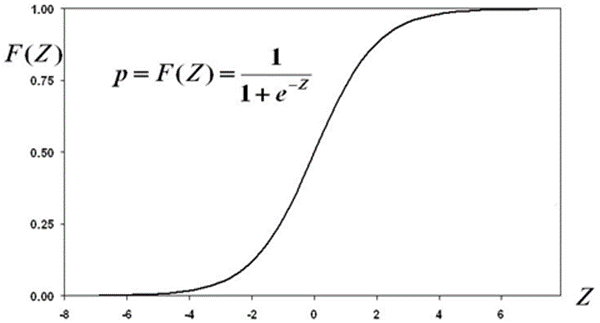 1.00
F(Z)
p = F(Z) = 1 / (1 + e^{-Z})
0.75
0.50
0.25
0.00
-8 -6 -4 -2 0 2 4 6 Z